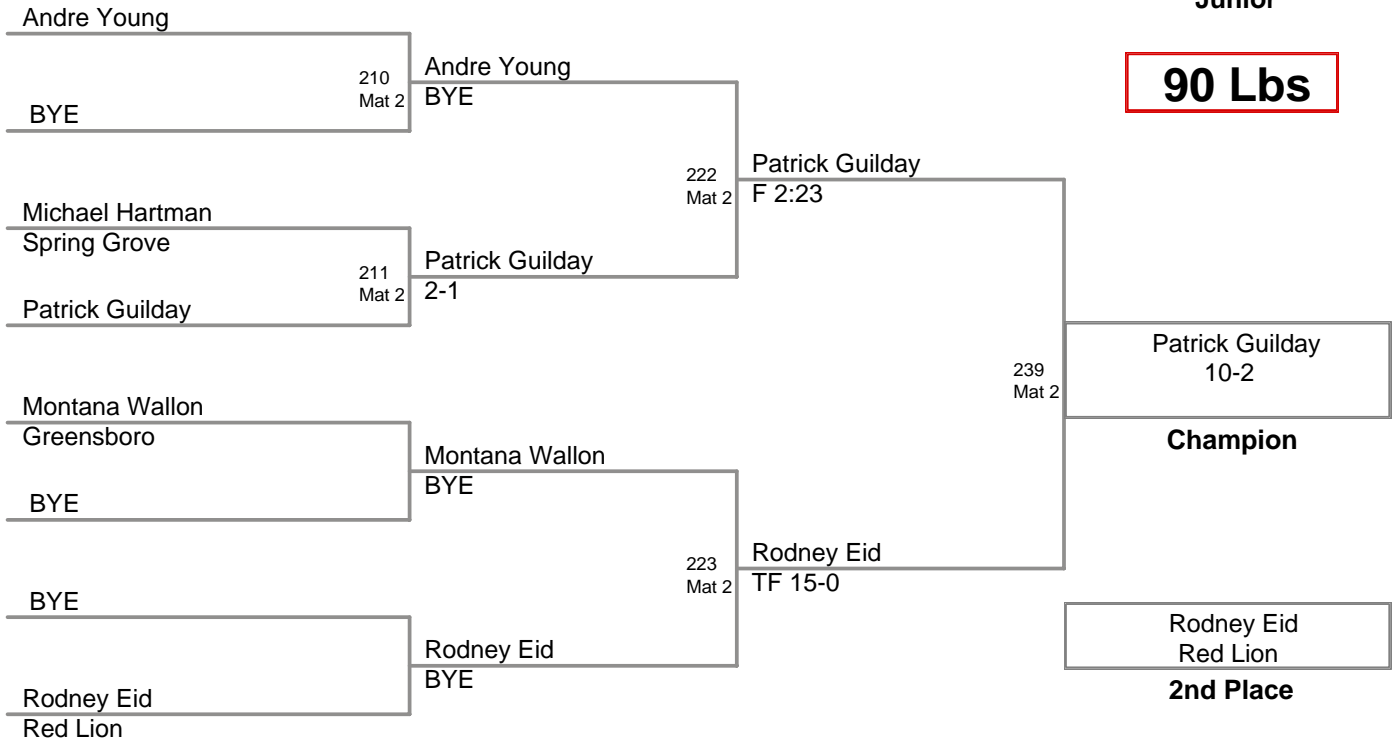 Junior
90 Lbs
Andre Young
BYE
210
Mat 2
Michael Hartman
Spring Grove
Patrick Guilday
211
Mat 2
Montana Wallon
Greensboro
BYE
BYE
Rodney Eid
Red Lion
Andre Young
BYE
222
Mat 2
Patrick Guilday
2-1
Montana Wallon
BYE
223
Mat 2
Rodney Eid
BYE
Patrick Guilday
F 2:23
239
Mat 2
Rodney Eid
TF 15-0
Patrick Guilday
10-2
Champion
Rodney Eid
Red Lion
2nd Place